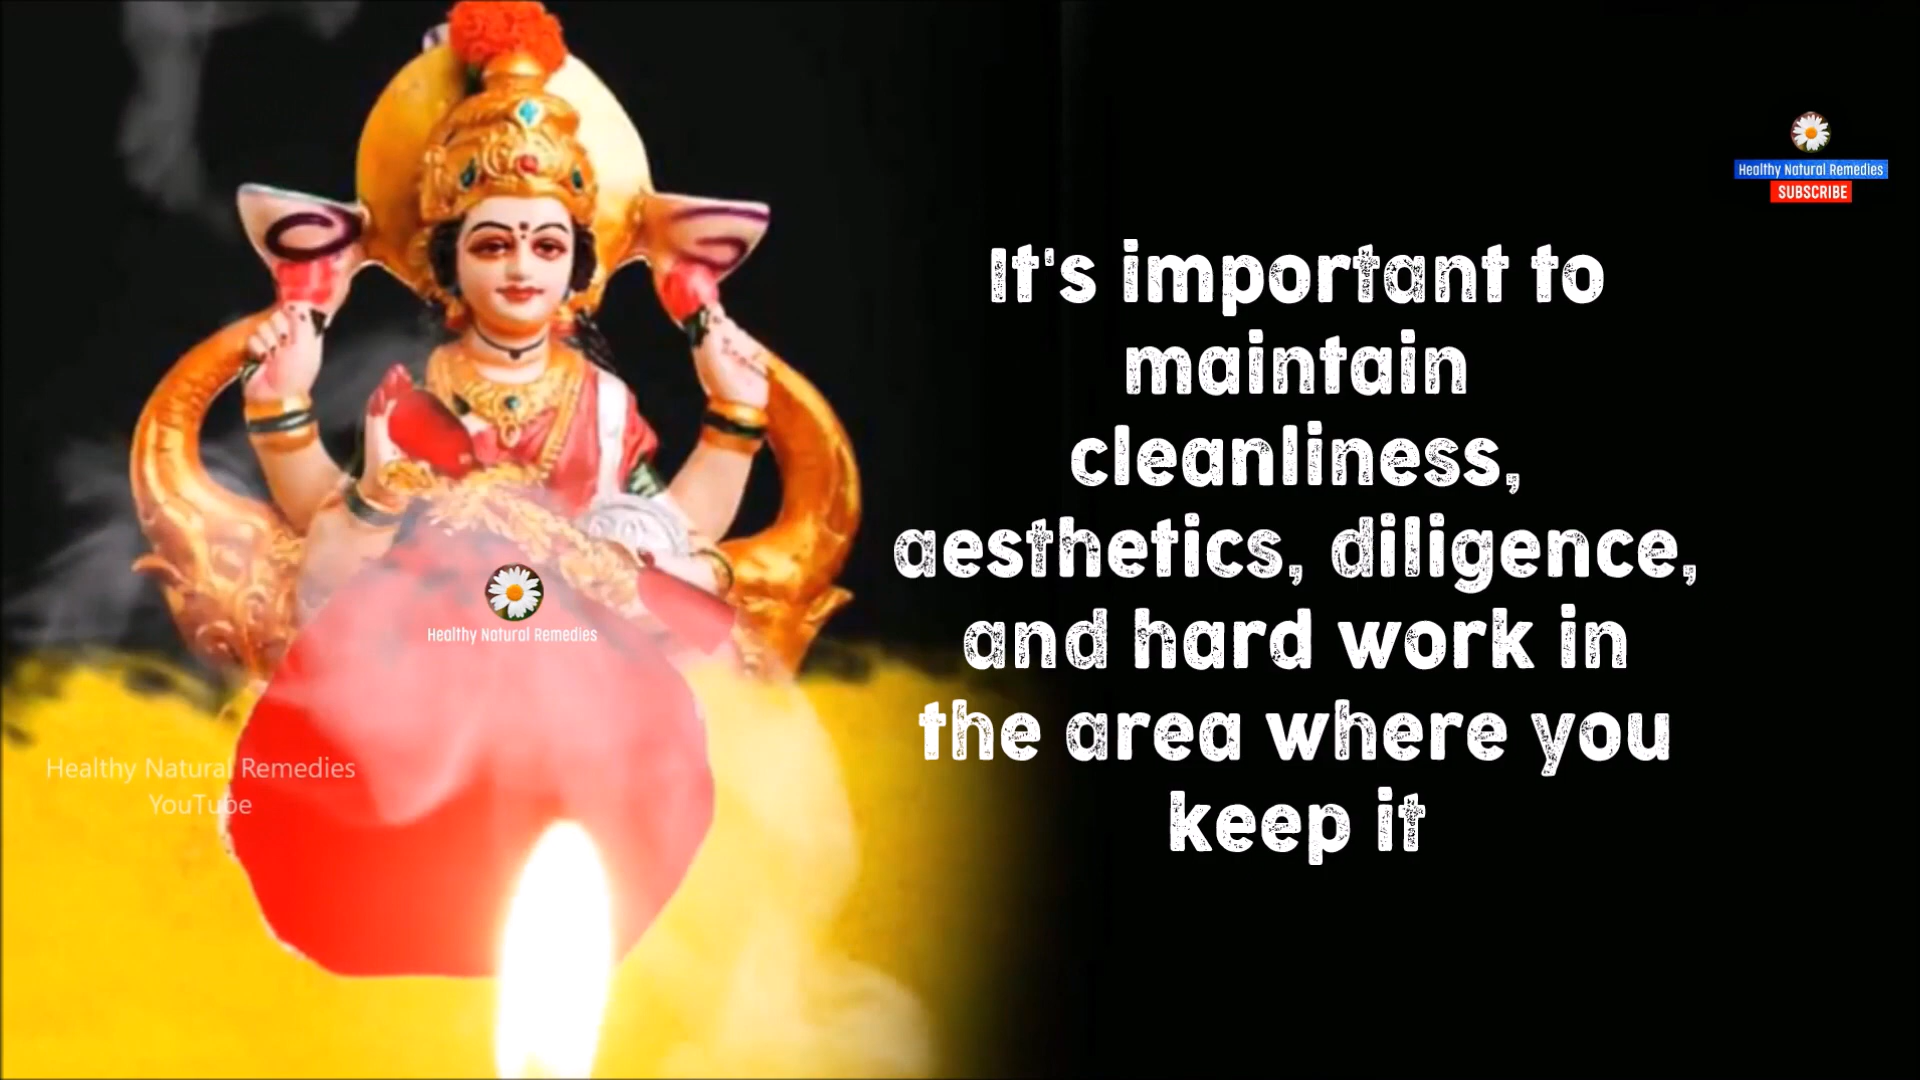 Healthy Natural Remedies
SUBSCRIBE
It's important to
maintain
cleanliness,
aesthetics, diligence,
and hard work in
the area where you
keep it
Healthy Natural Remedies
Healthy Natural Remedies
YouTube